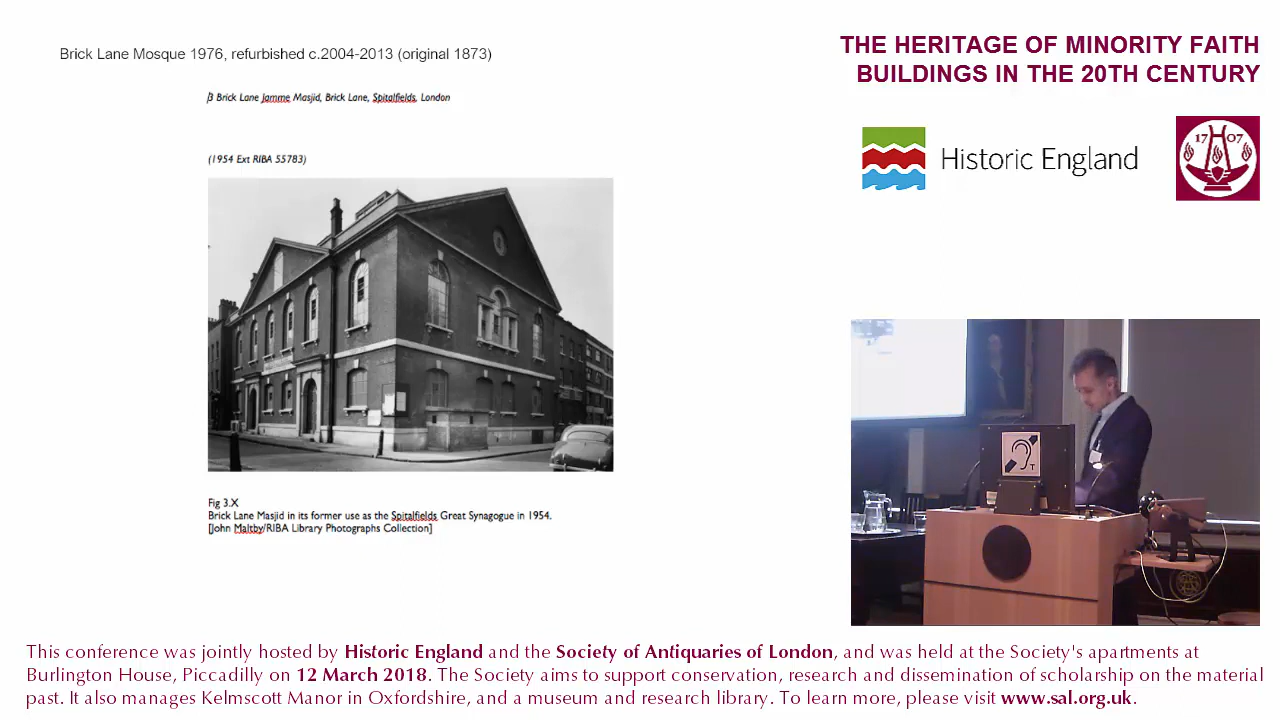 Brick Lane Mosque 1976, refurbished c.2004-2013 (original 1873)
β Brick Lane Jamme Masjid, Brick Lane, Spitalfields, London
(1954 Ext RIBA 55783)
Fig 3.X
Brick Lane Masjid in its former use as the Spitalfields Great Synagogue in 1954.
[John Maltby/RIBA Library Photographs Collection]
THE HERITAGE OF MINORITY FAITH
BUILDINGS IN THE 20TH CENTURY
Historic England
17 07
T
This conference was jointly hosted by Historic England and the Society of Antiquaries of London, and was held at the Society's apartments at
Burlington House, Piccadilly on 12 March 2018. The Society aims to support conservation, research and dissemination of scholarship on the material
past. It also manages Kelmscott Manor in Oxfordshire, and a museum and research library. To learn more, please visit www.sal.org.uk.